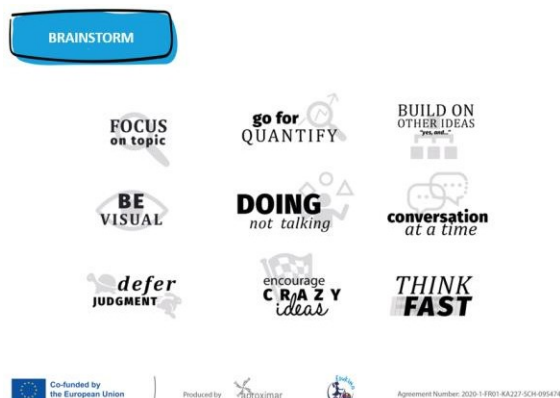 BRAINSTORM
FOCUS
on topic
go for
QUANTIFY
BUILD ON
OTHER IDEAS
"yes, and..."
BE
VISUAL
DOING
not talking
conversation
at a time
defer
JUDGMENT
encourage
CRAZY
ideas
THINK
FAST
Co-funded by
the European Union
Produced by
aproximar
Agreement Number: 2020-1-FR01-KA227-SCH-095474